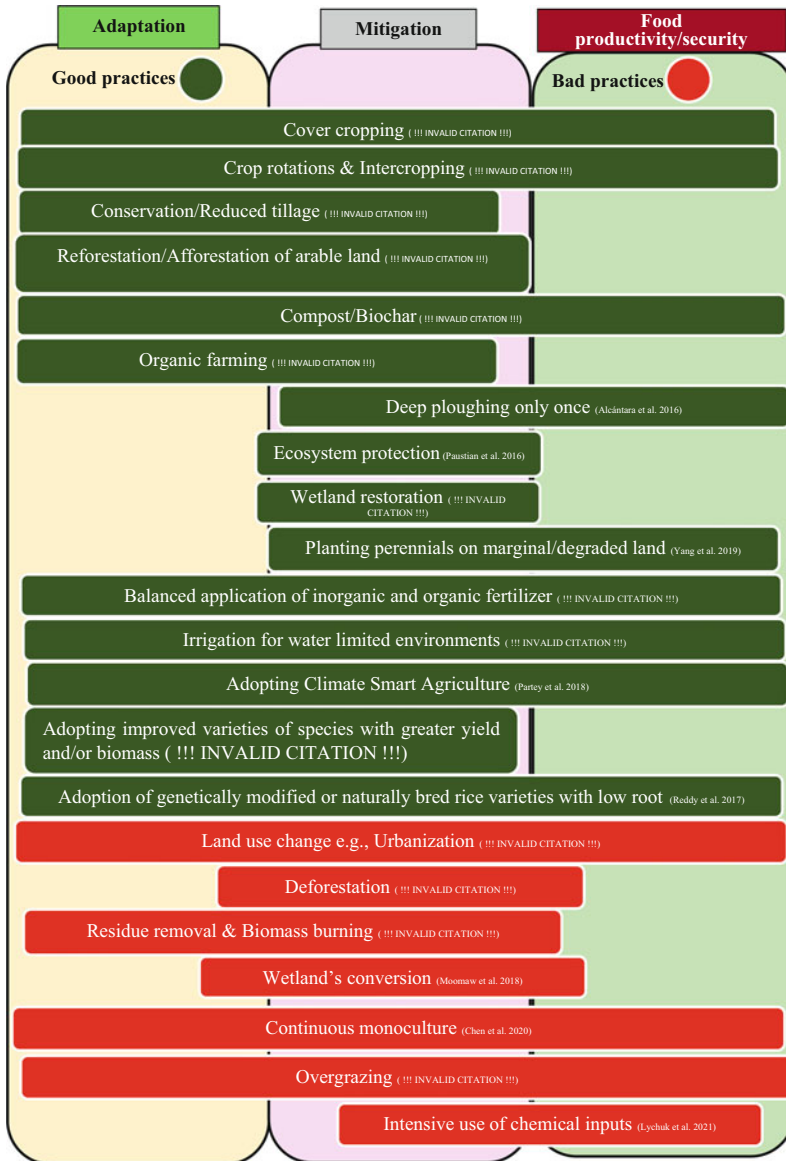 Adaptation
Mitigation
Food
productivity/security
Good practices
Bad practices
Cover cropping ( !!! INVALID CITATION !!!)
Crop rotations & Intercropping ( !!! INVALID CITATION !!!)
Conservation/Reduced tillage ( !!! INVALID CITATION !!!)
Reforestation/Afforestation of arable land ( !!! INVALID CITATION !!!)
Compost/Biochar ( !!! INVALID CITATION !!!)
Organic farming ( !!! INVALID CITATION !!!)
Deep ploughing only once (Alcántara et al. 2016)
Ecosystem protection (Paustian et al. 2016)
Wetland restoration ( !!! INVALID
CITATION !!!)
Planting perennials on marginal/degraded land (Yang et al. 2019)
Balanced application of inorganic and organic fertilizer ( !!! INVALID CITATION !!!)
Irrigation for water limited environments ( !!! INVALID CITATION !!!)
Adopting Climate Smart Agriculture (Partey et al. 2018)
Adopting improved varieties of species with greater yield
and/or biomass ( !!! INVALID CITATION !!!)
Adoption of genetically modified or naturally bred rice varieties with low root (Reddy et al. 2017)
Land use change e.g., Urbanization ( !!! INVALID CITATION !!!)
Deforestation ( !!! INVALID CITATION !!!)
Residue removal & Biomass burning ( !!! INVALID CITATION !!!)
Wetland's conversion (Moomaw et al. 2018)
Continuous monoculture (Chen et al. 2020)
Overgrazing ( !!! INVALID CITATION !!!)
Intensive use of chemical inputs (Lychuk et al. 2021)